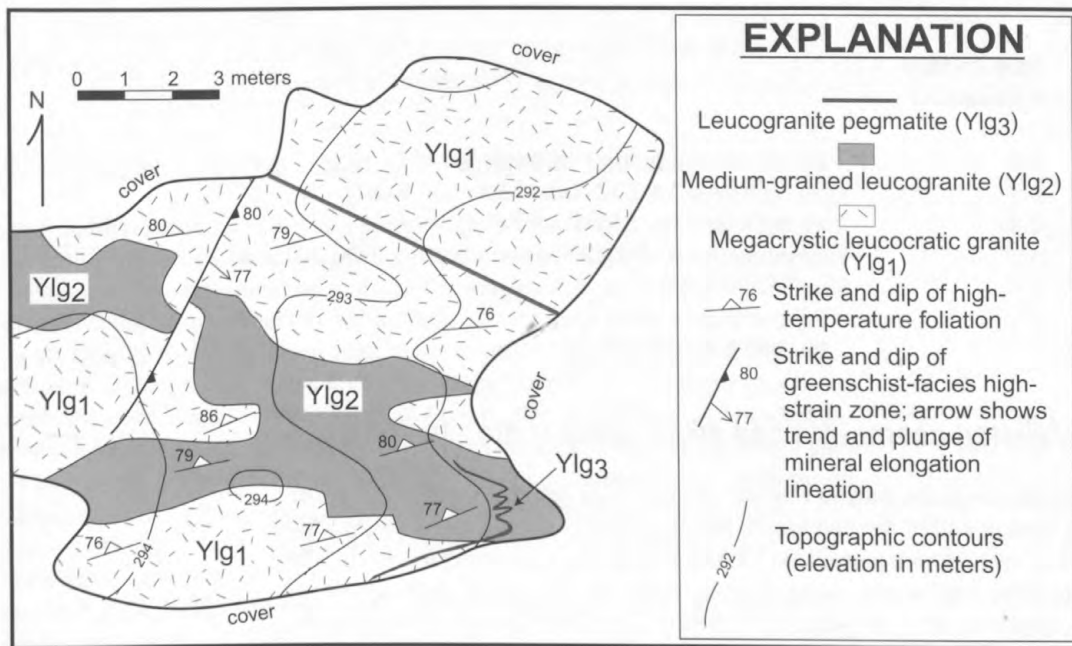 cover
0 1 2 3 meters
N
Ylg1
cover
292
80
80
79
77
Ylg2
293
76
Ylg1
Ylg2
cover
86
79
80
Ylg3
294
77
77
76
294
Ylg1
cover
EXPLANATION
Leucogranite pegmatite (Ylg3)
Medium-grained leucogranite (Ylg2)
Megacrystic leucocratic granite
(Ylg1)
76 Strike and dip of high-
temperature foliation
Strike and dip of
80 greenschist-facies high-
strain zone; arrow shows
77 trend and plunge of
mineral elongation
lineation
Topographic contours
292 (elevation in meters)